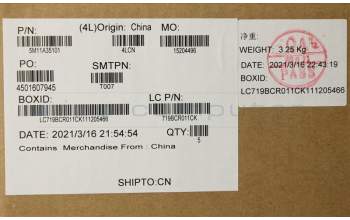 P/N: (4L)Origin: China MO:
5M11A35101 4LCN 15204496
PO: SMTPN:
4501607945 T007
BOXID: LC P/N:
LC719BCR011CK111205466 719BCR011CK
DATE: 2021/3/16 21:54:54 QTY:
5
Contains Merchandise From : China
SHIPTO:CN
净重:
WEIGHT: 3.25 Kg
DATE: 2021/3/16 22:43:19
BOXID:
LC719BCR011CK111205466
PASS